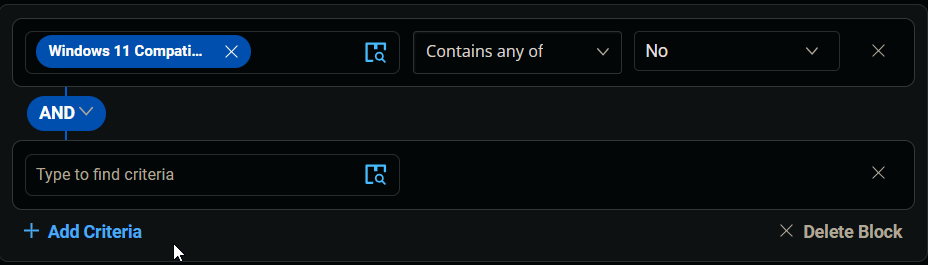 Windows 11 Compati...
Contains any of
No
AND
Type to find criteria
Add Criteria
Delete Block